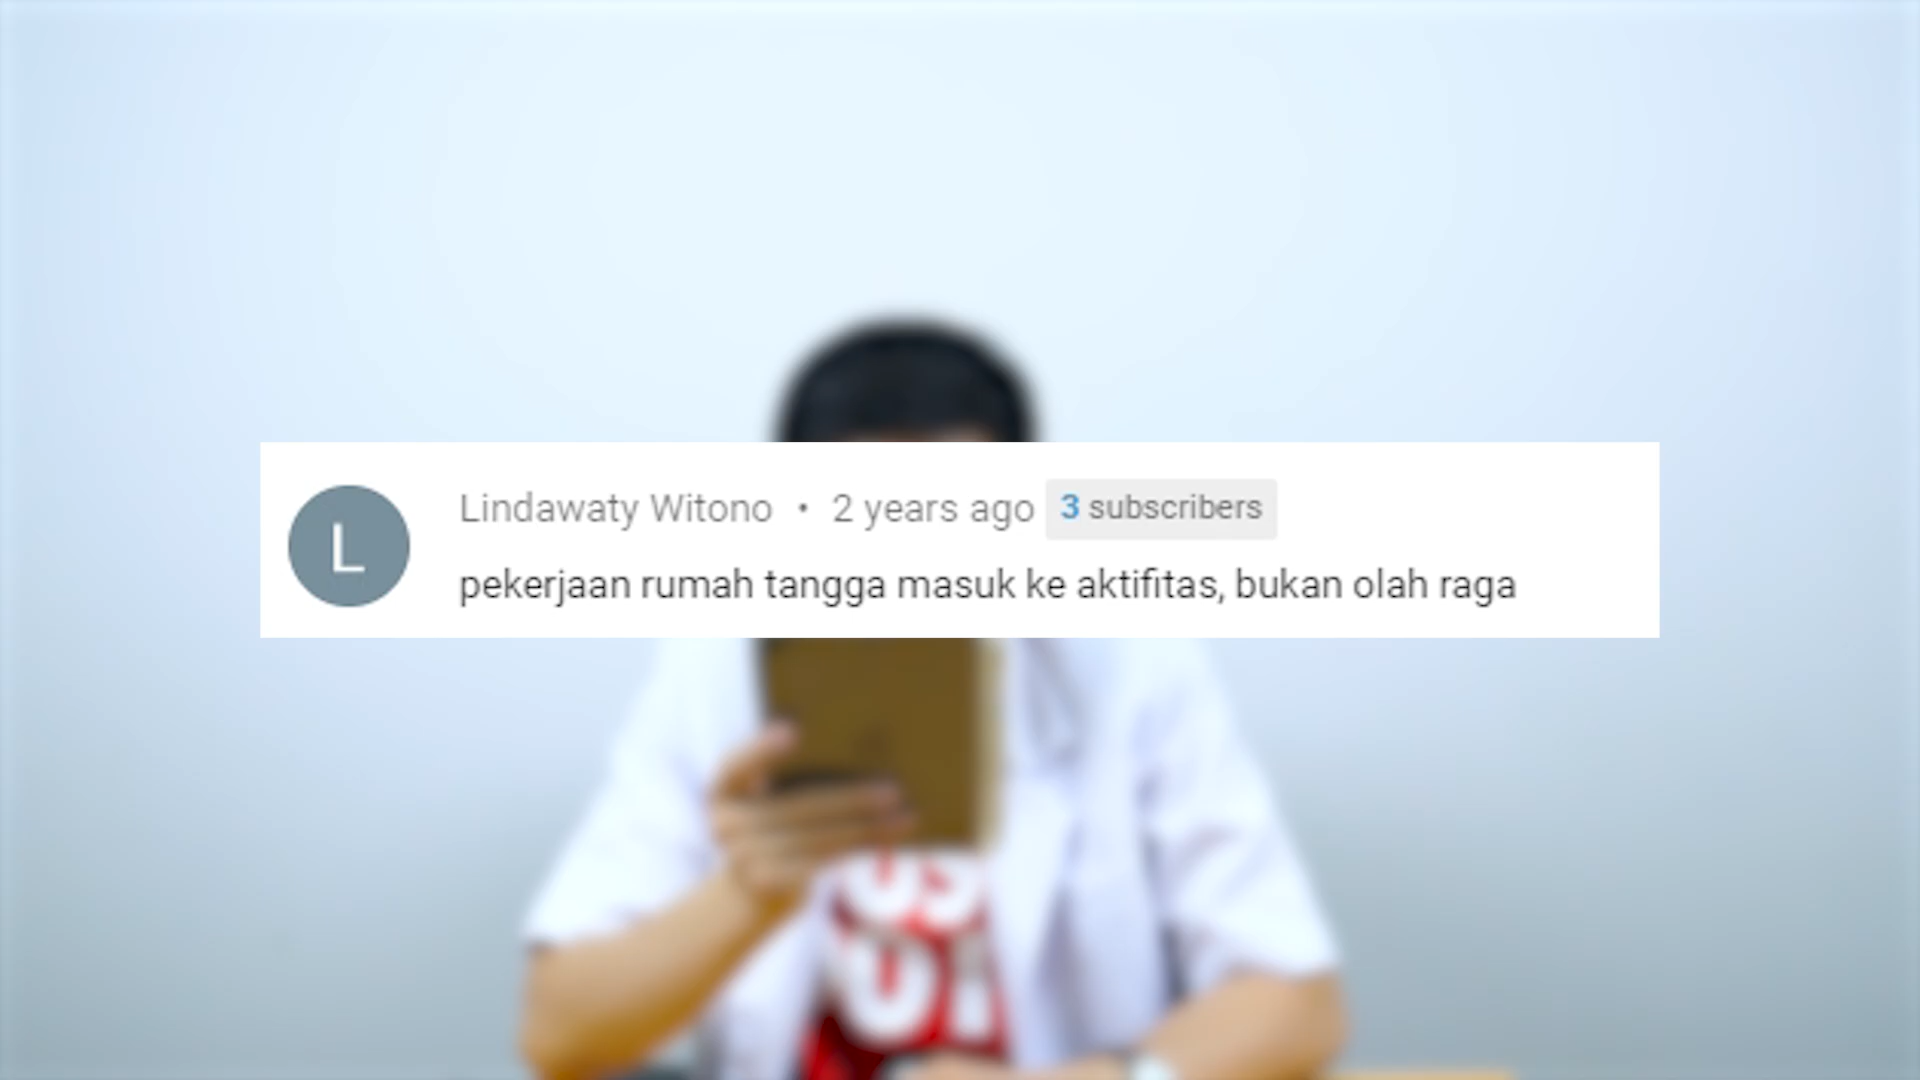 L
Lindawaty Witono • 2 years ago 3 subscribers
pekerjaan rumah tangga masuk ke aktifitas, bukan olah raga